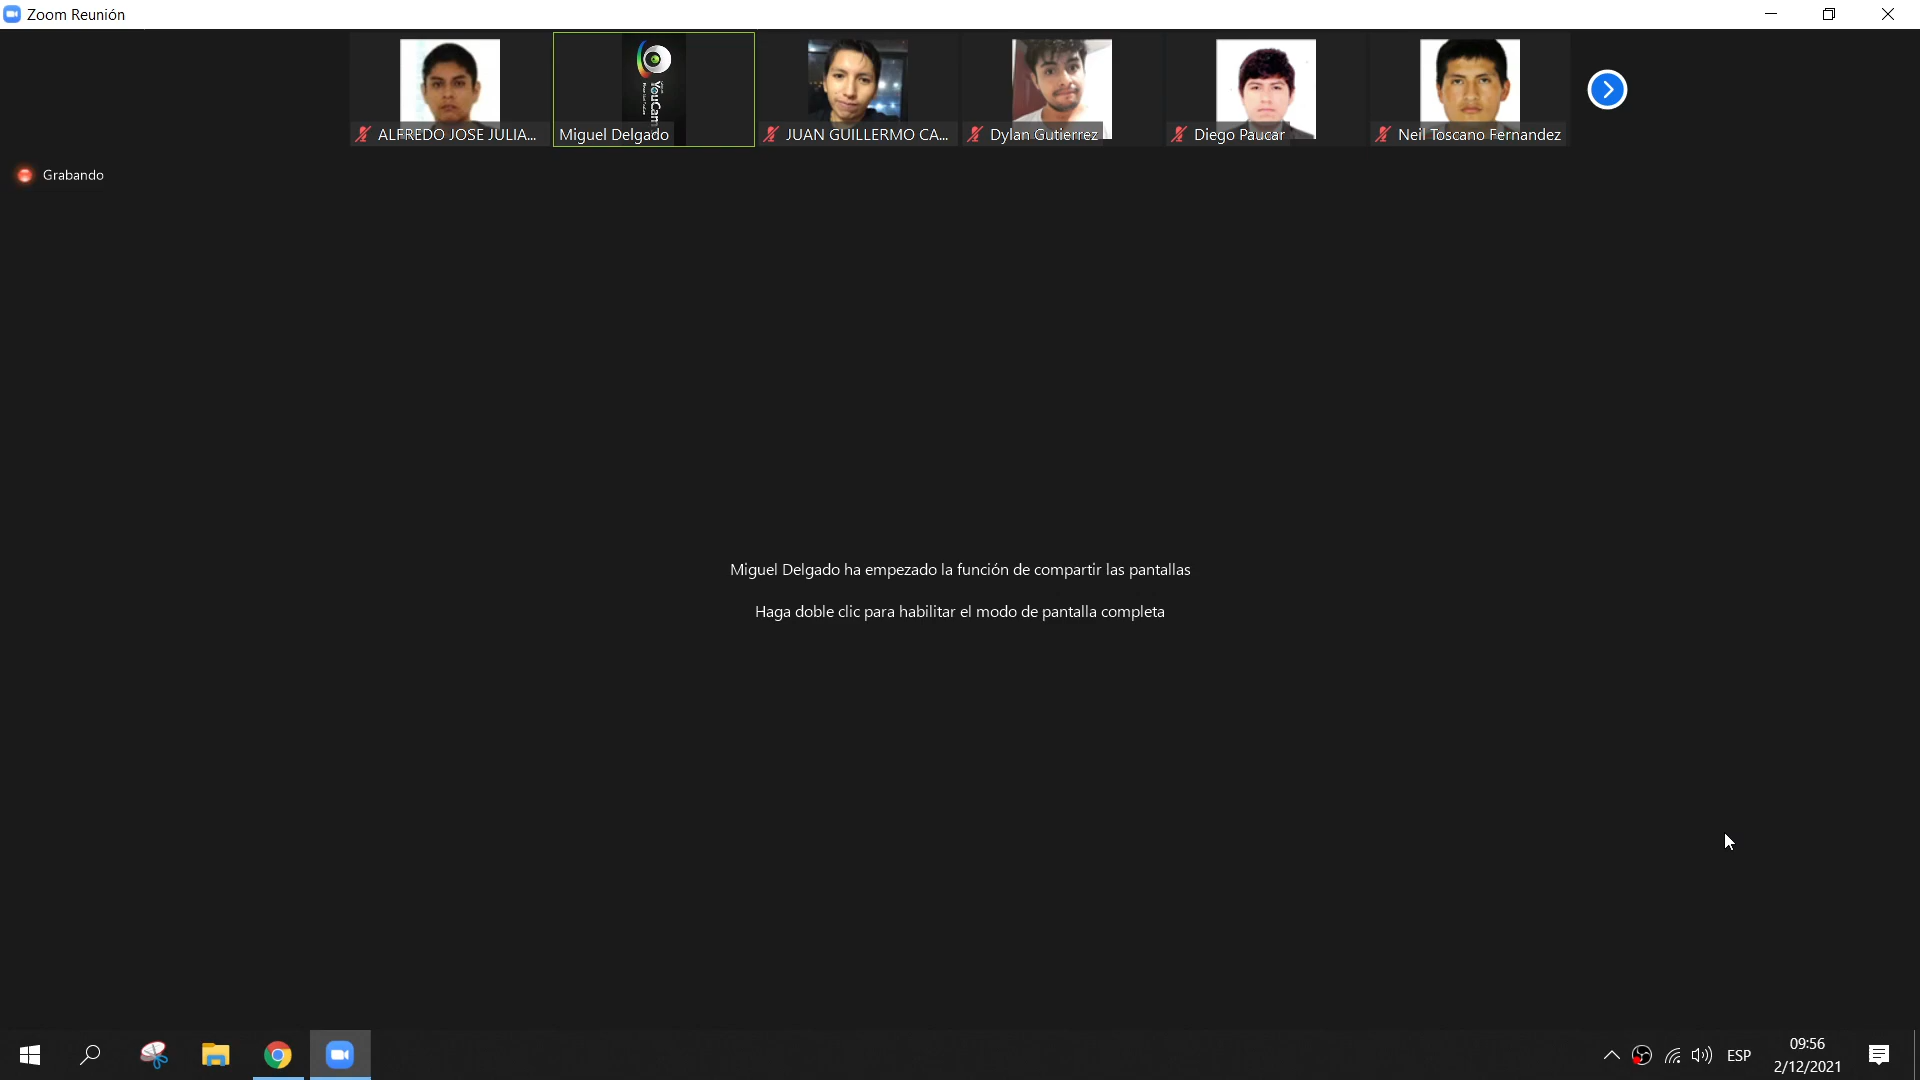 Zoom Reunión
YouCam
ALFREDO JOSE JULIA...
Miguel Delgado
JUAN GUILLERMO CA...
Dylan Gutierrez
Diego Paucar
Neil Toscano Fernandez
Grabando
Miguel Delgado ha empezado la función de compartir las pantallas
Haga doble clic para habilitar el modo de pantalla completa
ESP
09:56
2/12/2021